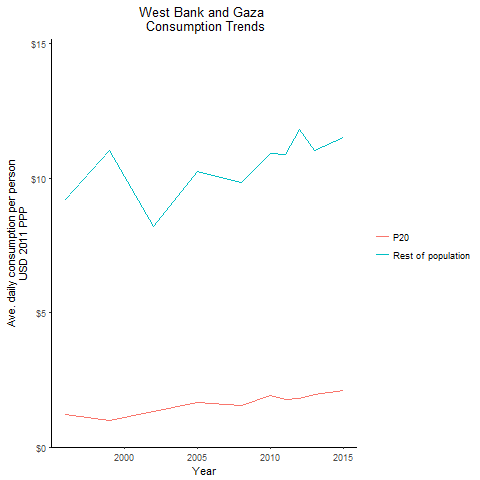 West Bank and Gaza
Consumption Trends
$15
$10
$5
$0
Ave. daily consumption per person
USD 2011 PPP
2000
2005
2010
2015
Year
P20
Rest of population